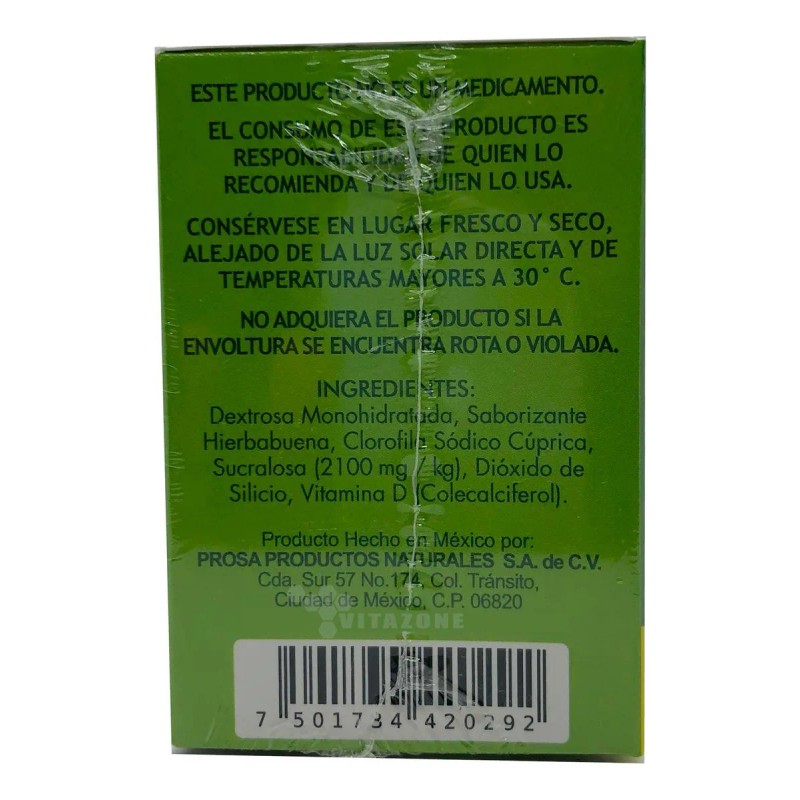 ESTE PRODUCTO NO ES UN MEDICAMENTO.
EL CONSUMO DE ESTE PRODUCTO ES
RESPONSABILIDAD DE QUIEN LO
RECOMIENDA Y DE QUIEN LO USA.
CONSÉRVESE EN LUGAR FRESCO Y SECO,
ALEJADO DE LA LUZ SOLAR DIRECTA Y DE
TEMPERATURAS MAYORES A 30° C.
NO ADQUIERA EL PRODUCTO SI LA
ENVOLTURA SE ENCUENTRA ROTA O VIOLADA.
INGREDIENTES:
Dextrosa Monohidratada, Saborizante
Hierbabuena, Clorofila Sódico Cúprica,
Sucralosa (2100 mg / kg), Dióxido de
Silicio, Vitamina D (Colecalciferol).
Producto Hecho en México por:
PROSA PRODUCTOS NATURALES S.A. de C.V.
Cda. Sur 57 No.174, Col. Tránsito,
Ciudad de México, C.P. 06820
VITAZONE
7 501734 420292